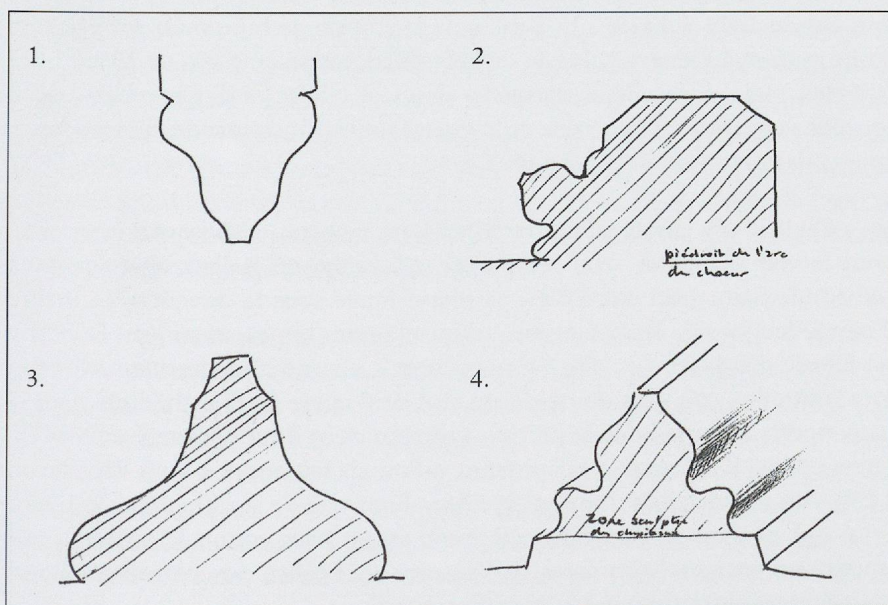 1.
2.
piédroit de l'arc
du choeur
3.
4.
Zone sculptée
du chapiteau